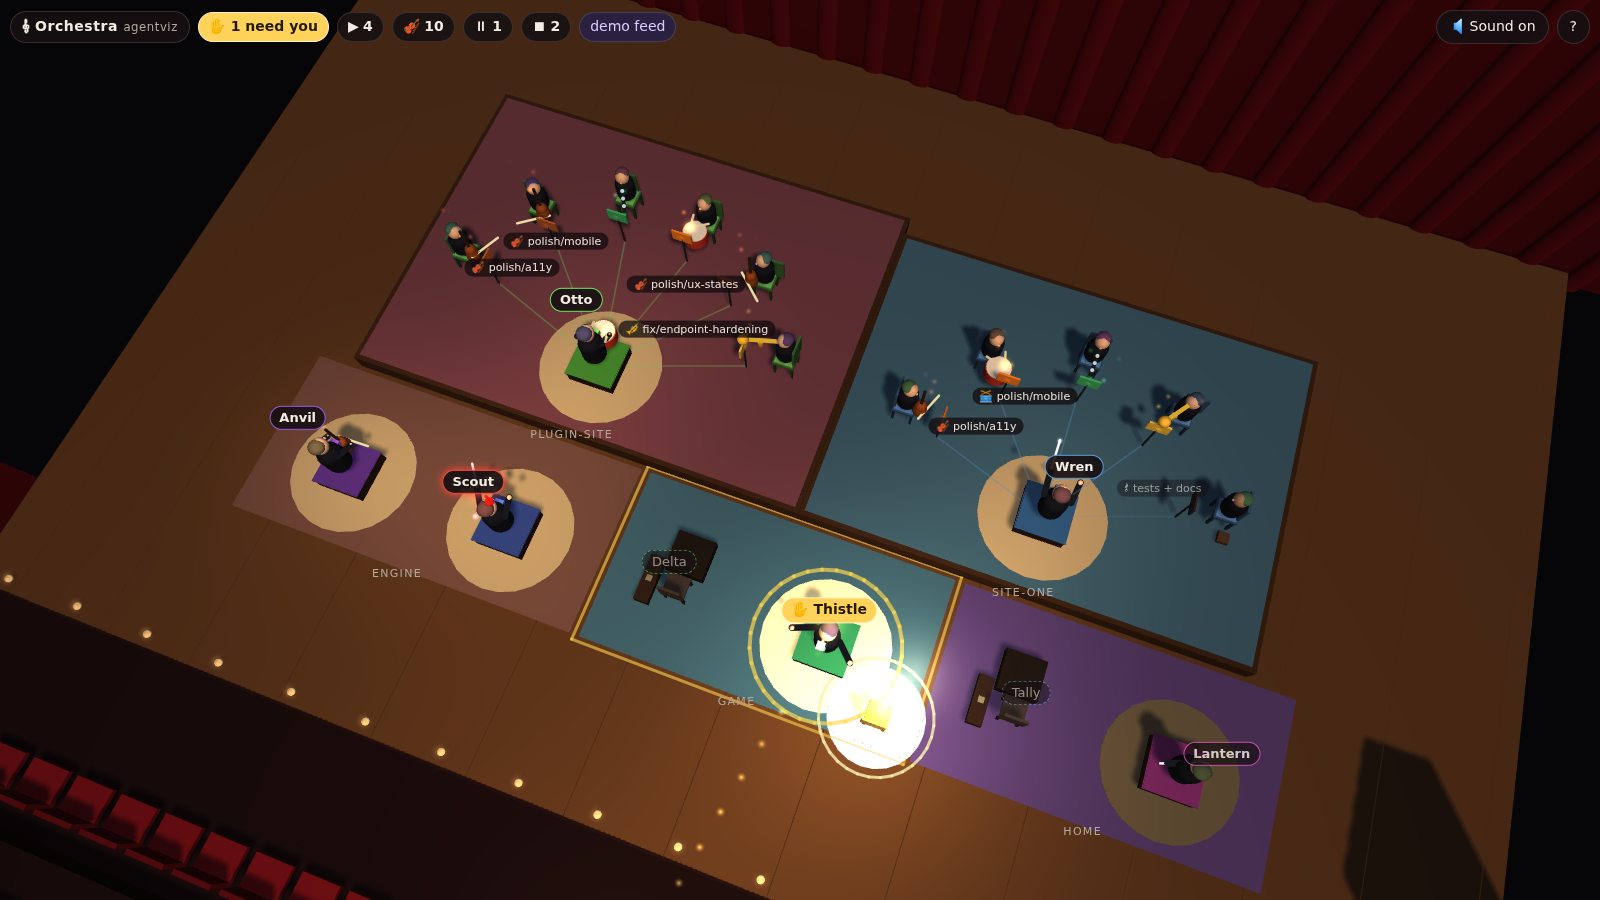 Orchestra agentviz
1 need you
4
10
1
2
demo feed
Sound on
?
polish/mobile
polish/a11y
polish/ux-states
Otto
fix/endpoint-hardening
PLUGIN-SITE
polish/mobile
polish/a11y
Wren
tests + docs
SITE-ONE
Anvil
Scout
ENGINE
Delta
Thistle
GAME
Tally
Lantern
HOME